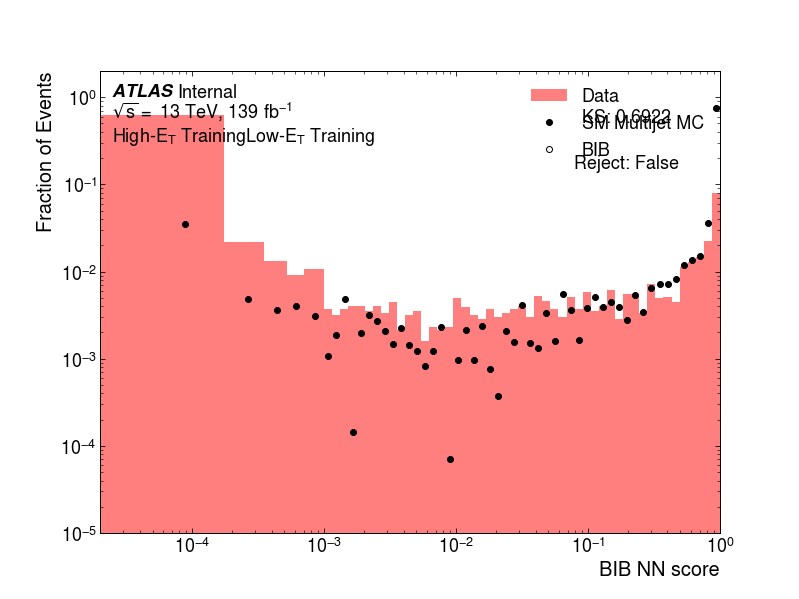 Fraction of Events
10⁰
10⁻¹
10⁻²
10⁻³
10⁻⁴
10⁻⁵
ATLAS Internal
√s = 13 TeV, 139 fb⁻¹
High-E_T TrainingLow-E_T Training
Data
KS: 0.6922
SM Multijet MC
BIB
Reject: False
10⁻⁴ 10⁻³ 10⁻² 10⁻¹ 10⁰
BIB NN score